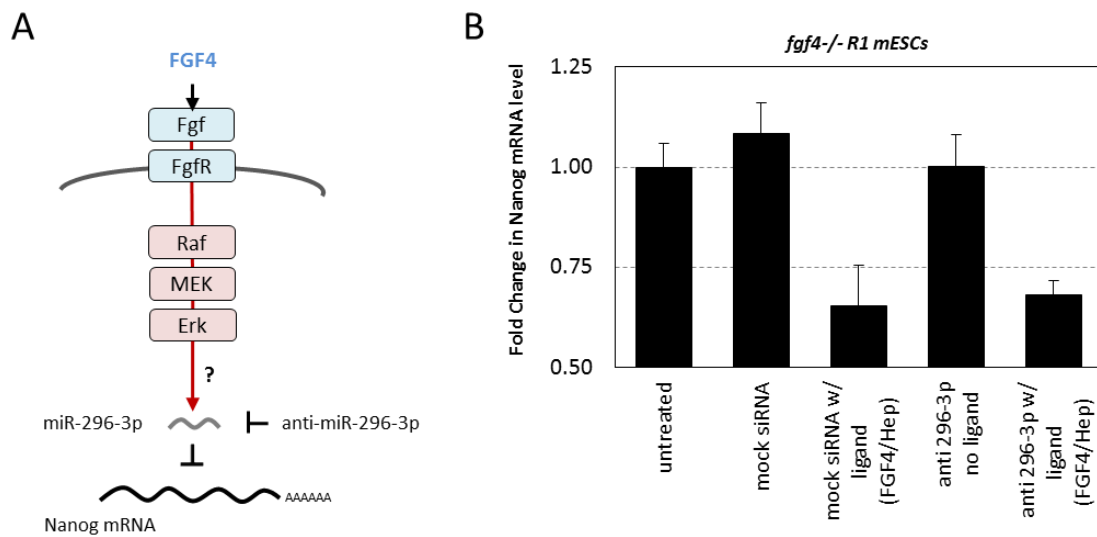 A
FGF4
Fgf
FgfR
Raf
MEK
Erk
?
miR-296-3p
anti-miR-296-3p
AAAAAA
Nanog mRNA
B
fgf4-/- R1 mESCs
Fold Change in Nanog mRNA level
1.25
1.00
0.75
0.50
untreated
mock siRNA
mock siRNA w/
ligand
(FGF4/Hep)
anti 296-3p
no ligand
anti 296-3p w/
ligand
(FGF4/Hep)